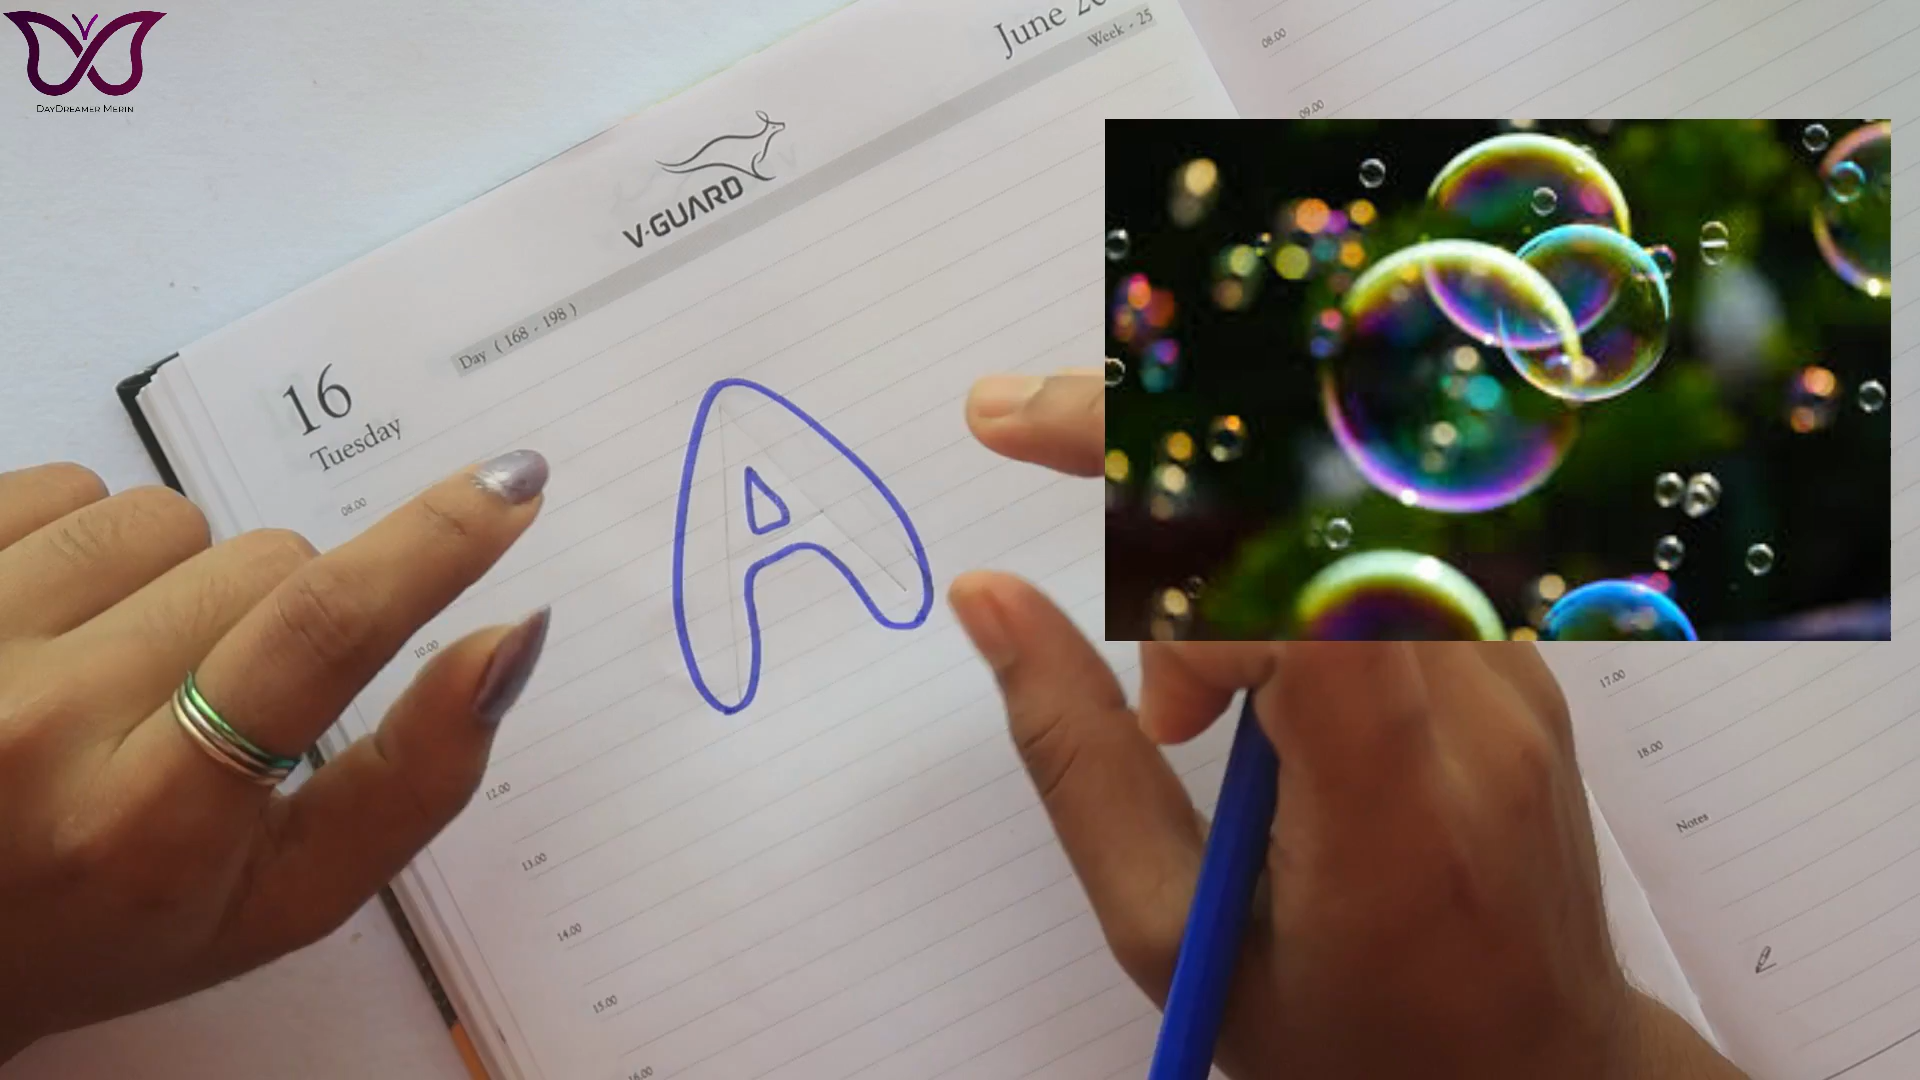 DAYDREAMER MERIN
June 20
Week - 25
V-GUARD
Day ( 168 - 198 )
16
Tuesday
A
08.00
10.00
12.00
13.00
14.00
15.00
16.00
08.00
09.00
17.00
18.00
Notes